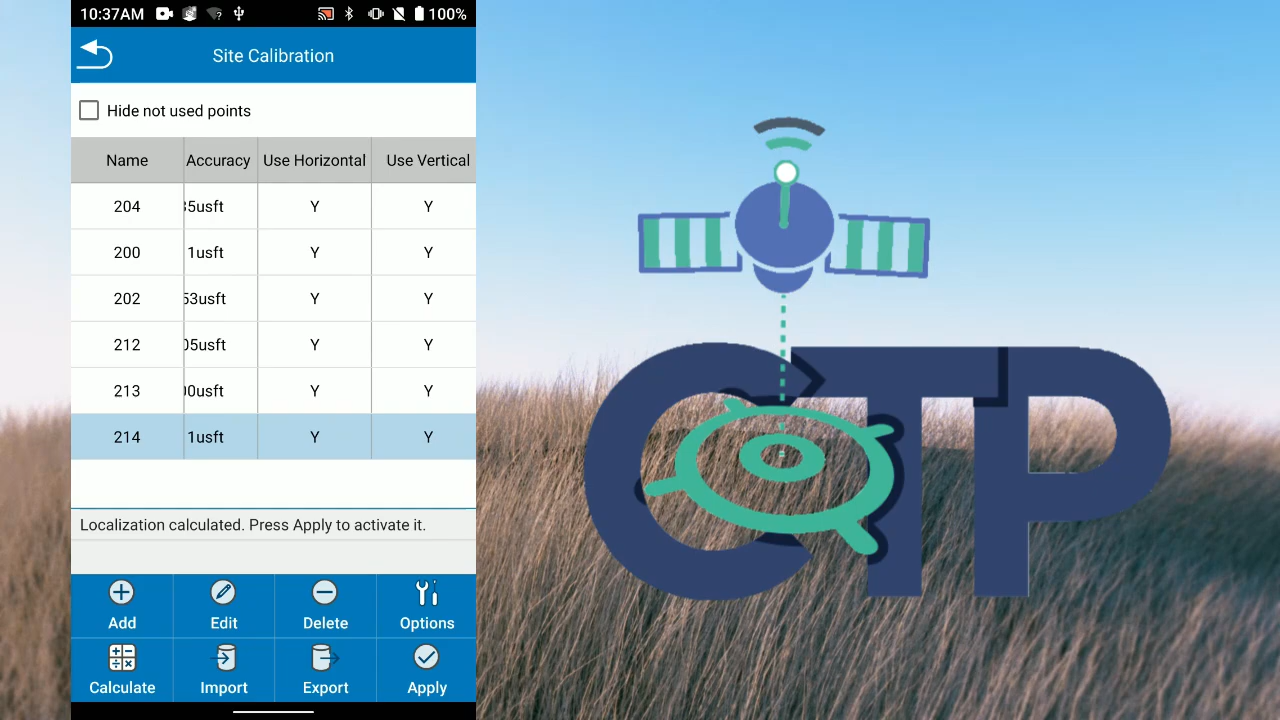 10:37AM 100%
Site Calibration
Hide not used points
Name Accuracy Use Horizontal Use Vertical
204 35usft Y Y
200 1usft Y Y
202 53usft Y Y
212 05usft Y Y
213 00usft Y Y
214 1usft Y Y
Localization calculated. Press Apply to activate it.
Add Edit Delete Options
Calculate Import Export Apply
CTP